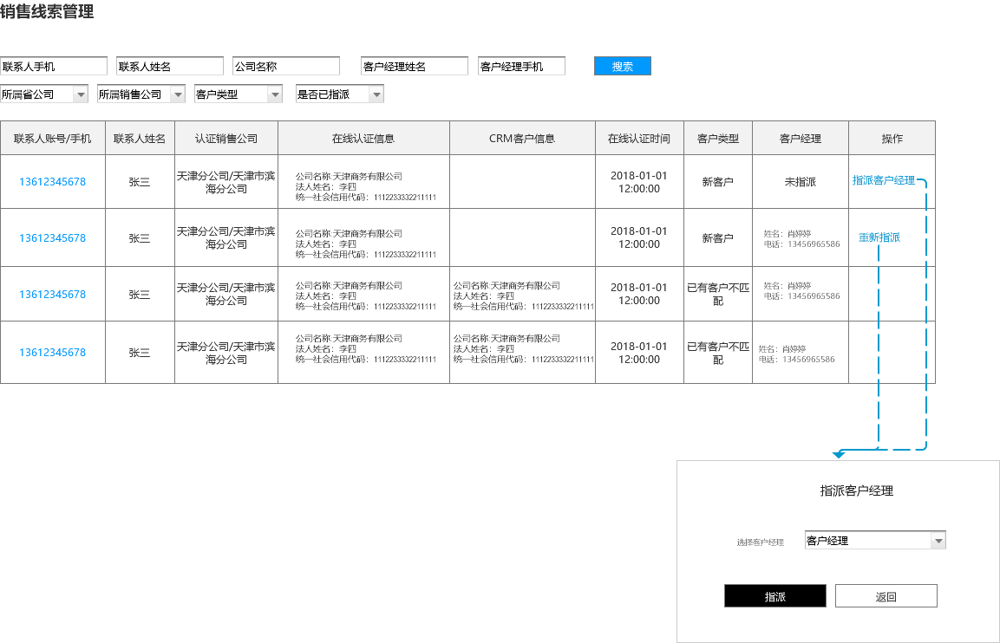 销售线索管理
联系人手机 联系人姓名 公司名称 客户经理姓名 客户经理手机 搜索
所属省公司 所属销售公司 客户类型 是否已指派
联系人账号/手机 联系人姓名 认证销售公司 在线认证信息 CRM客户信息 在线认证时间 客户类型 客户经理 操作
13612345678 张三 天津分公司/天津市滨
海分公司
公司名称:天津商务有限公司
法人姓名：李四
统一社会信用代码：1112233332211111
2018-01-01
12:00:00
新客户 未指派 指派客户经理
13612345678 张三 天津分公司/天津市滨
海分公司
公司名称:天津商务有限公司
法人姓名：李四
统一社会信用代码：1112233332211111
2018-01-01
12:00:00
新客户
姓名：肖婷婷
电话：13456965586
重新指派
13612345678 张三 天津分公司/天津市滨
海分公司
公司名称:天津商务有限公司
法人姓名：李四
统一社会信用代码：1112233332211111
公司名称:天津商务有限公司
法人姓名：李四
统一社会信用代码：1112233332211111
2018-01-01
12:00:00
已有客户不匹
配
姓名：肖婷婷
电话：13456965586
13612345678 张三 天津分公司/天津市滨
海分公司
公司名称:天津商务有限公司
法人姓名：李四
统一社会信用代码：1112233332211111
公司名称:天津商务有限公司
法人姓名：李四
统一社会信用代码：1112233332211111
2018-01-01
12:00:00
已有客户不匹
配
姓名：肖婷婷
电话：13456965586
指派客户经理
选择客户经理 客户经理
指派 返回